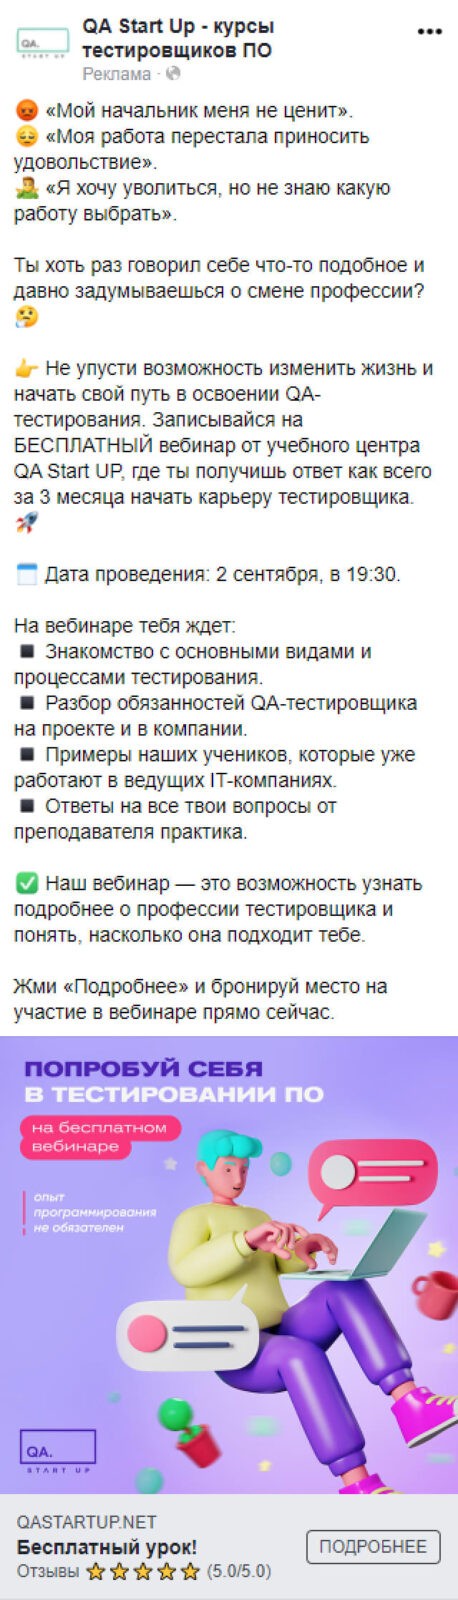 QA Start Up - курсы
тестировщиков ПО
QA.
START UP
Реклама ·
😡 «Мой начальник меня не ценит».
😔 «Моя работа перестала приносить
удовольствие».
🤷‍♂️ «Я хочу уволиться, но не знаю какую
работу выбрать».
Ты хоть раз говорил себе что-то подобное и
давно задумываешься о смене профессии?
🤔
👉 Не упусти возможность изменить жизнь и
начать свой путь в освоении QA-
тестирования. Записывайся на
БЕСПЛАТНЫЙ вебинар от учебного центра
QA Start UP, где ты получишь ответ как всего
за 3 месяца начать карьеру тестировщика.
🚀
🗓 Дата проведения: 2 сентября, в 19:30.
На вебинаре тебя ждет:
◾ Знакомство с основными видами и
процессами тестирования.
◾ Разбор обязанностей QA-тестировщика
на проекте и в компании.
◾ Примеры наших учеников, которые уже
работают в ведущих IT-компаниях.
◾ Ответы на все твои вопросы от
преподавателя практика.
✅ Наш вебинар — это возможность узнать
подробнее о профессии тестировщика и
понять, насколько она подходит тебе.
Жми «Подробнее» и бронируй место на
участие в вебинаре прямо сейчас.
ПОПРОБУЙ СЕБЯ
В ТЕСТИРОВАНИИ ПО
на бесплатном
вебинаре
опыт
программирования
не обязателен
QA.
START UP
QASTARTUP.NET
Бесплатный урок!
Отзывы ⭐⭐⭐⭐⭐ (5.0/5.0)
ПОДРОБНЕЕ